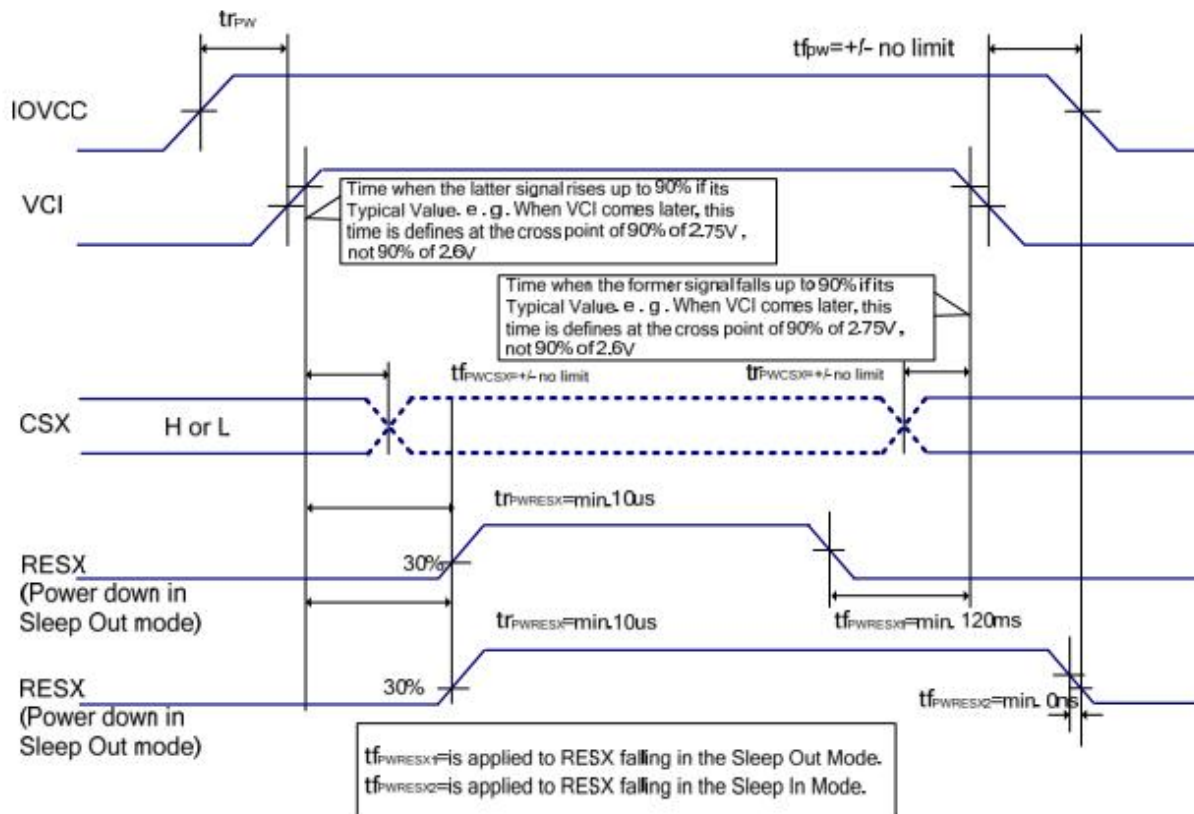 trPW
tfpw=+/- no limit
IOVCC
VCI
Time when the latter signal rises up to 90% if its
Typical Value. e . g. When VCI comes later, this
time is defines at the cross point of 90% of 2.75V ,
not 90% of 2.6V
Time when the former signal falls up to 90% if its
Typical Value. e . g. When VCI comes later, this
time is defines at the cross point of 90% of 2.75V ,
not 90% of 2.6V
tfPWCSX=+/- no limit
trPWCSX=+/- no limit
CSX
H or L
trPWRESX=min.10us
30%
RESX
(Power down in
Sleep Out mode)
trPWRESX=min.10us
tfPWRESX1=min. 120ms
30%
RESX
(Power down in
Sleep Out mode)
tfPWRESX2=min. 0ns
tfPWRESX1=is applied to RESX falling in the Sleep Out Mode.
tfPWRESX2=is applied to RESX falling in the Sleep In Mode.